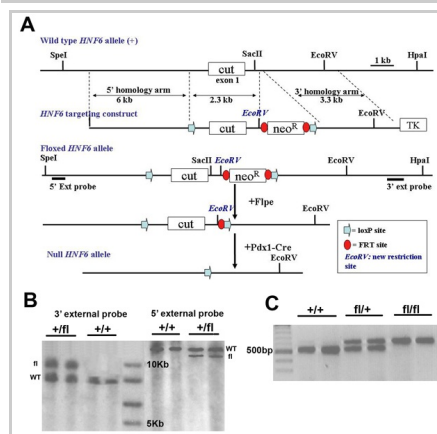 A
Wild type HNF6 allele (+)
SpeI
SacII
EcoRV
HpaI
cut
exon 1
1 kb
5' homology arm
6 kb
2.3 kb
3' homology arm
3.3 kb
HNF6 targeting construct
EcoRV
cut
neoR
TK
Floxed HNF6 allele
SpeI
SacII
EcoRV
EcoRV
HpaI
cut
neoR
5' Ext probe
3' ext probe
+Flpe
EcoRV
cut
+Pdx1-Cre
Null HNF6 allele
EcoRV
= loxP site
= FRT site
EcoRV: new restriction site
B
3' external probe
+/fl
+/+
fl
WT
10Kb
5Kb
5' external probe
+/+
+/fl
WT
fl
C
+/+
fl/+
fl/fl
500bp